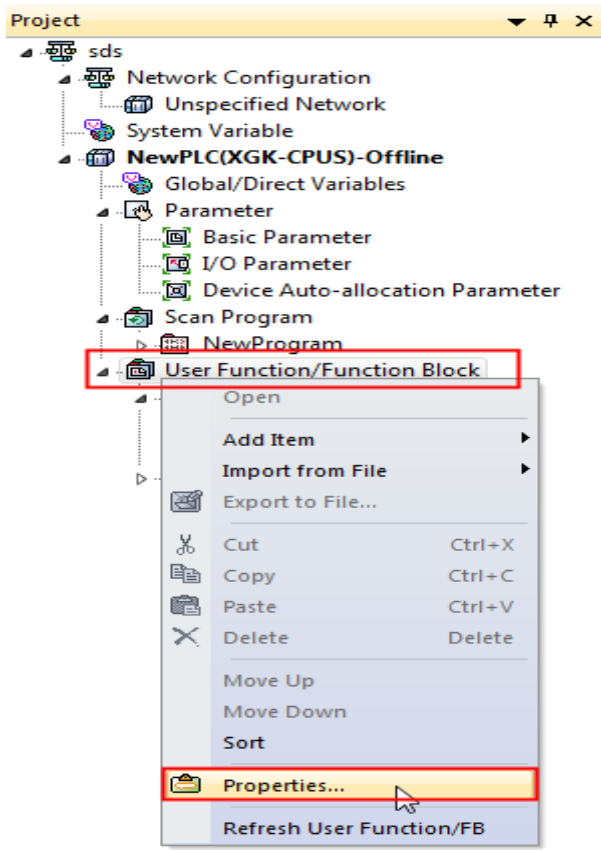 Project
sds
Network Configuration
Unspecified Network
System Variable
NewPLC(XGK-CPUS)-Offline
Global/Direct Variables
Parameter
Basic Parameter
I/O Parameter
Device Auto-allocation Parameter
Scan Program
NewProgram
User Function/Function Block
Open
Add Item
Import from File
Export to File...
Cut Ctrl+X
Copy Ctrl+C
Paste Ctrl+V
Delete Delete
Move Up
Move Down
Sort
Properties...
Refresh User Function/FB